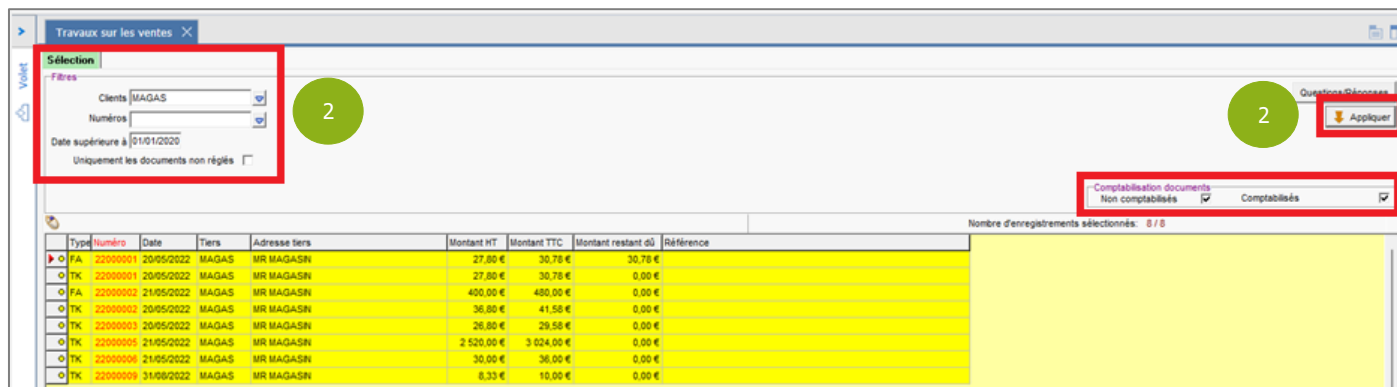 Travaux sur les ventes
Volet
Sélection
Filtres
Clients MAGAS
Numéros
Date supérieure à 01/01/2020
Uniquement les documents non réglés
2
Questions/Réponses
2
Appliquer
Comptabilisation documents
Non comptabilisés Comptabilisés
Nombre d'enregistrements sélectionnés: 8 / 8
Type Numéro Date Tiers Adresse tiers Montant HT Montant TTC Montant restant dû Référence
FA 22000001 20/05/2022 MAGAS MR MAGASIN 27,80 € 30,78 € 30,78 €
TK 22000001 20/05/2022 MAGAS MR MAGASIN 27,80 € 30,78 € 0,00 €
FA 22000002 21/05/2022 MAGAS MR MAGASIN 400,00 € 480,00 € 0,00 €
TK 22000002 20/05/2022 MAGAS MR MAGASIN 36,80 € 41,58 € 0,00 €
TK 22000003 20/05/2022 MAGAS MR MAGASIN 26,80 € 29,58 € 0,00 €
TK 22000005 21/05/2022 MAGAS MR MAGASIN 2 520,00 € 3 024,00 € 0,00 €
TK 22000006 21/05/2022 MAGAS MR MAGASIN 30,00 € 36,00 € 0,00 €
TK 22000009 31/08/2022 MAGAS MR MAGASIN 8,33 € 10,00 € 0,00 €